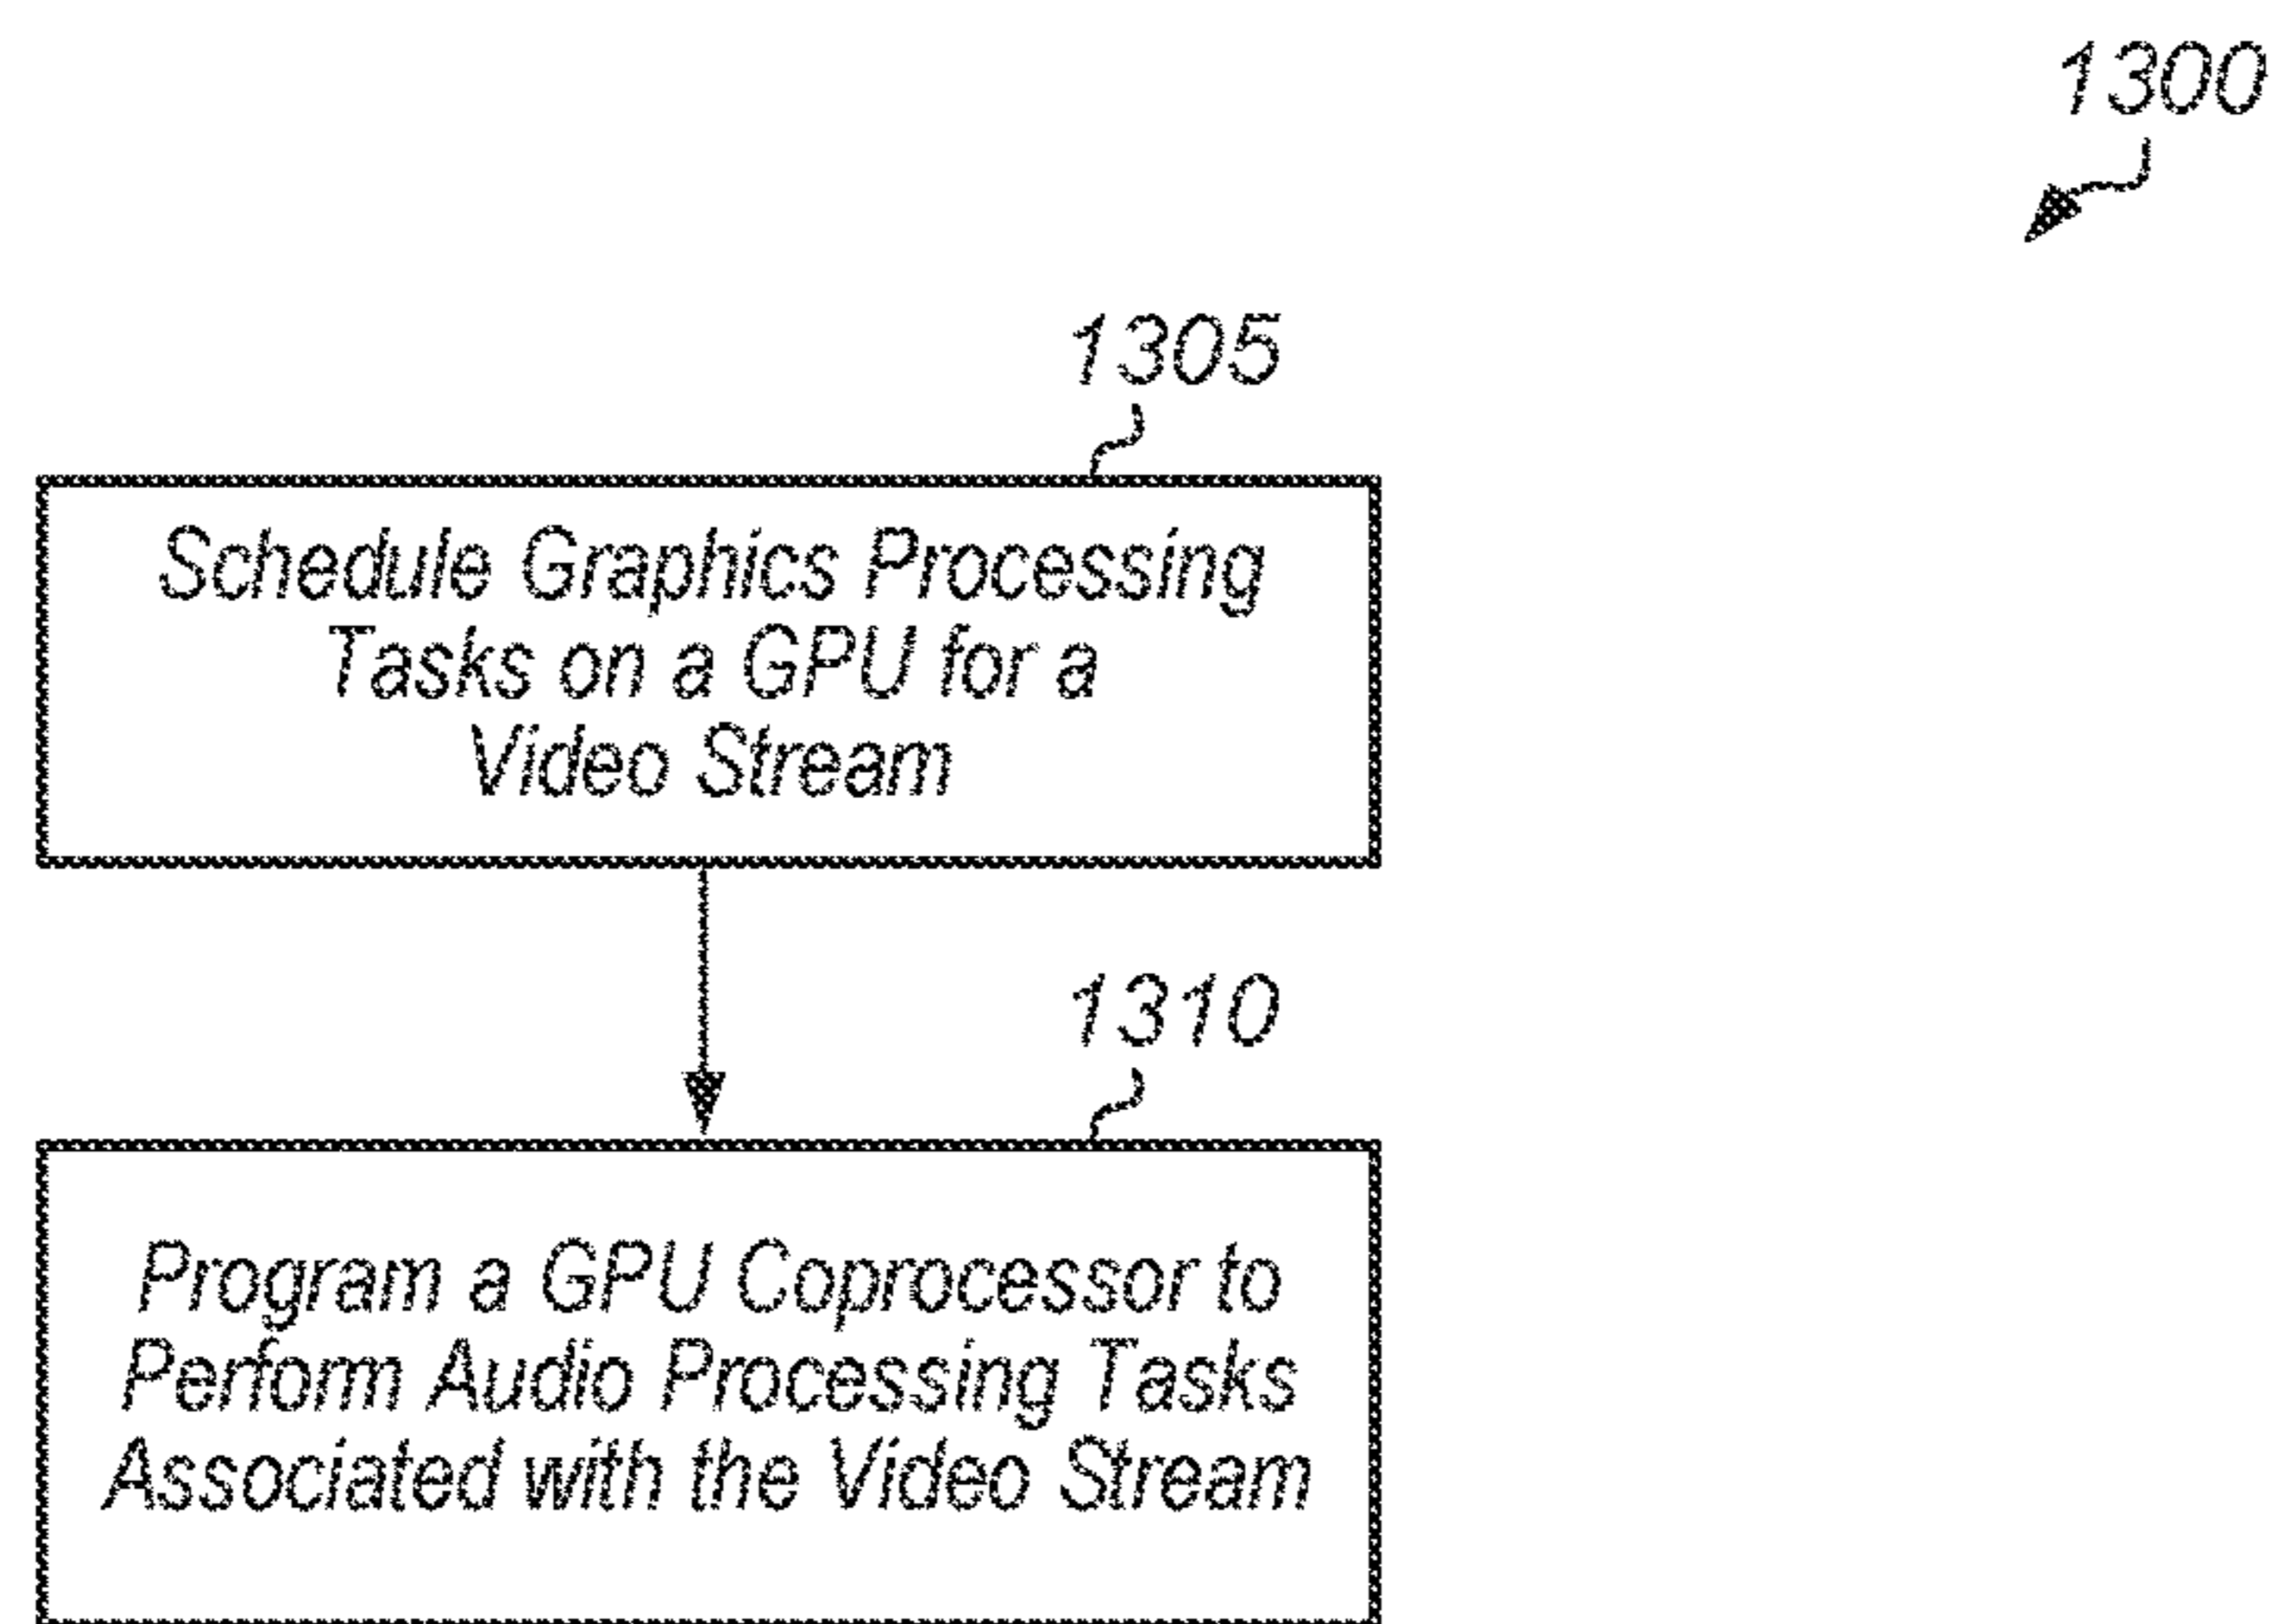 1300
1305
Schedule Graphics Processing
Tasks on a GPU for a
Video Stream
1310
Program a GPU Coprocessor to
Perform Audio Processing Tasks
Associated with the Video Stream